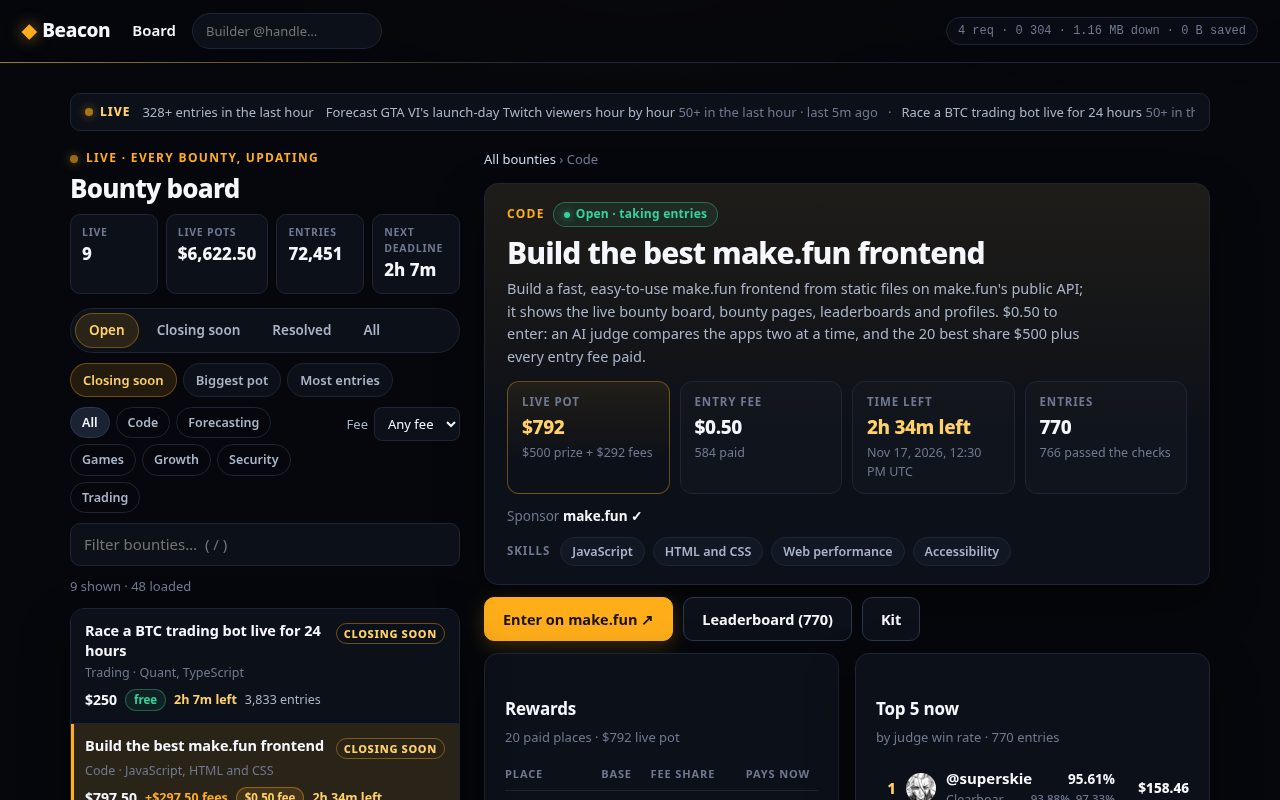 Beacon
Board
Builder @handle...
4 req · 0 304 · 1.16 MB down · 0 B saved
LIVE 328+ entries in the last hour Forecast GTA VI's launch-day Twitch viewers hour by hour 50+ in the last hour · last 5m ago · Race a BTC trading bot live for 24 hours 50+ in th
LIVE · EVERY BOUNTY, UPDATING
Bounty board
LIVE
9
LIVE POTS
$6,622.50
ENTRIES
72,451
NEXT
DEADLINE
2h 7m
Open Closing soon Resolved All
Closing soon Biggest pot Most entries
All Code Forecasting
Fee Any fee
Games Growth Security
Trading
Filter bounties... ( / )
9 shown · 48 loaded
Race a BTC trading bot live for 24
hours
CLOSING SOON
Trading · Quant, TypeScript
$250 free 2h 7m left 3,833 entries
Build the best make.fun frontend
CLOSING SOON
Code · JavaScript, HTML and CSS
$797.50 +$297.50 fees $0.50 fee 2h 34m left
All bounties › Code
CODE
Open · taking entries
Build the best make.fun frontend
Build a fast, easy-to-use make.fun frontend from static files on make.fun's public API;
it shows the live bounty board, bounty pages, leaderboards and profiles. $0.50 to
enter: an AI judge compares the apps two at a time, and the 20 best share $500 plus
every entry fee paid.
LIVE POT
$792
$500 prize + $292 fees
ENTRY FEE
$0.50
584 paid
TIME LEFT
2h 34m left
Nov 17, 2026, 12:30
PM UTC
ENTRIES
770
766 passed the checks
Sponsor make.fun ✓
SKILLS JavaScript HTML and CSS Web performance Accessibility
Enter on make.fun ↗
Leaderboard (770)
Kit
Rewards
20 paid places · $792 live pot
PLACE BASE FEE SHARE PAYS NOW
Top 5 now
by judge win rate · 770 entries
1 @superskie 95.61% $158.46
Clearboar 93.88% 97.33%